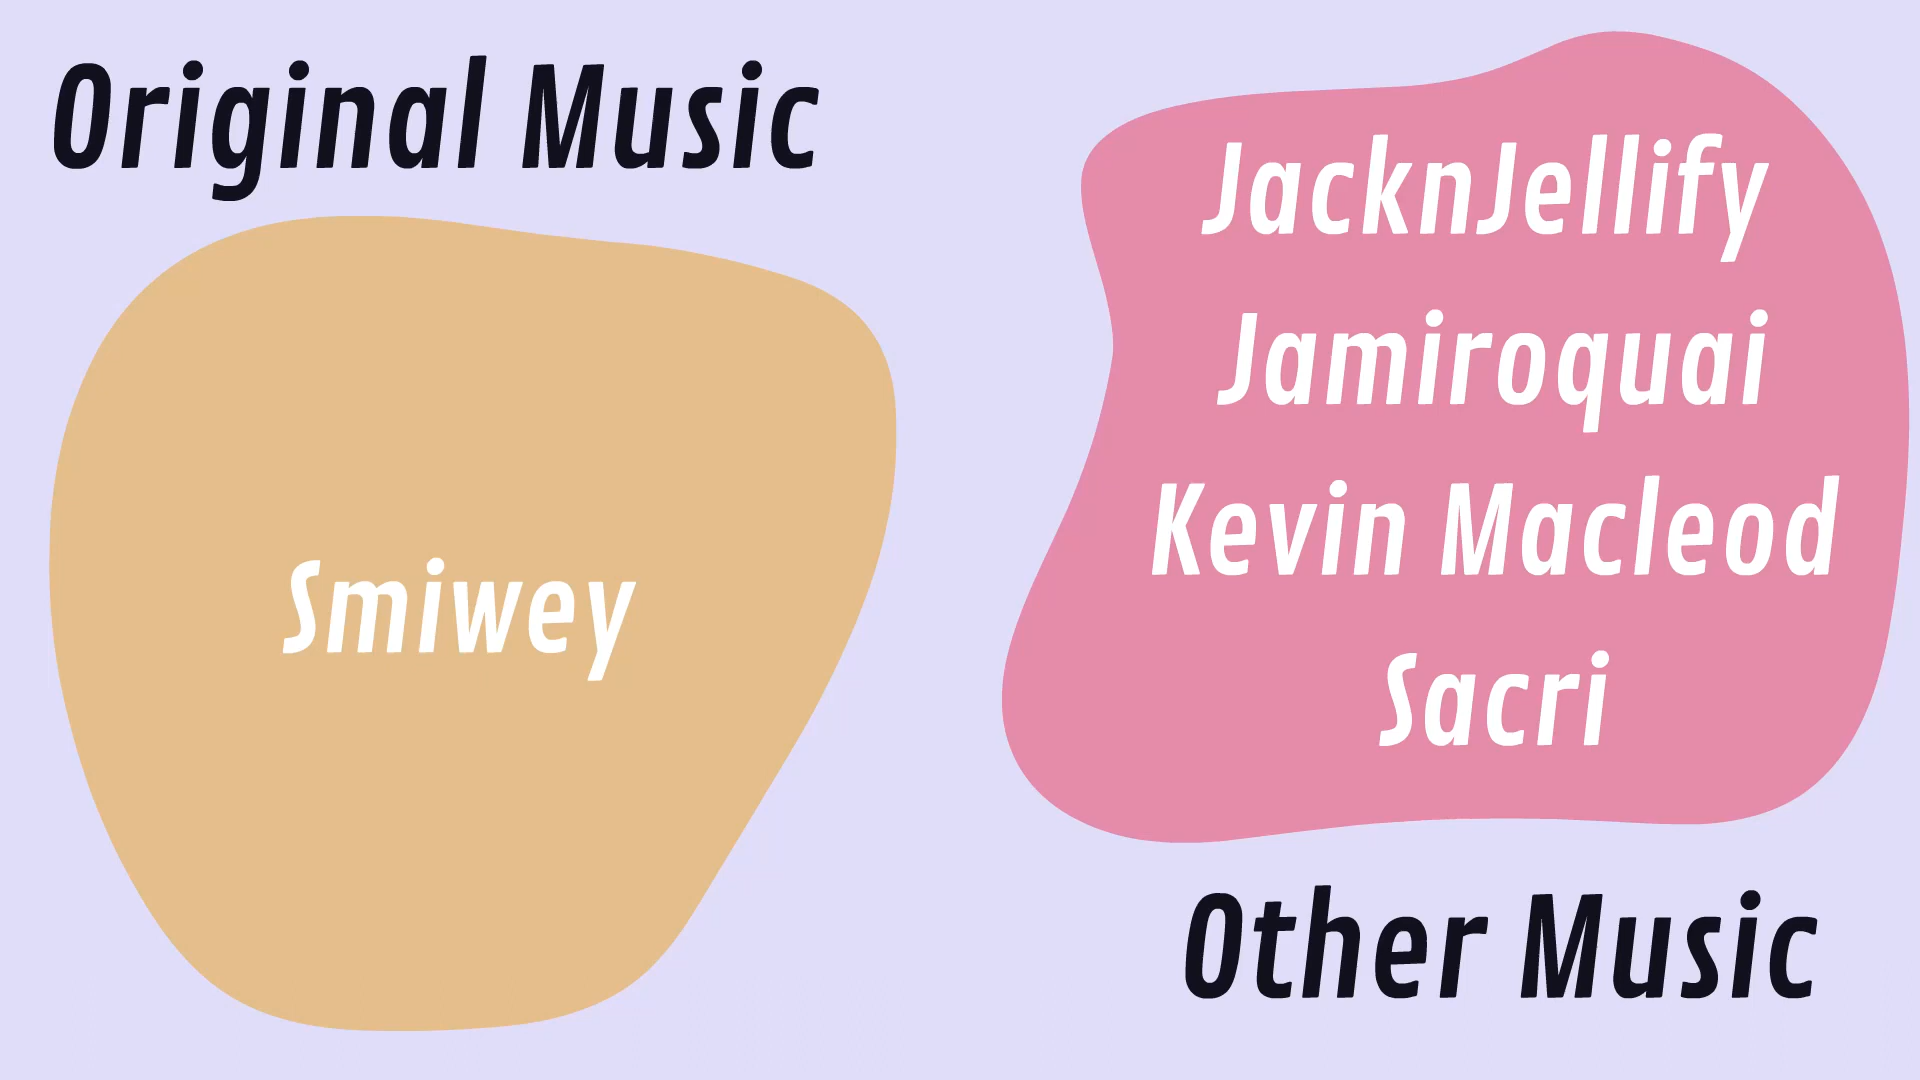 Original Music
Smiwey
JacknJellify
Jamiroquai
Kevin Macleod
Sacri
Other Music